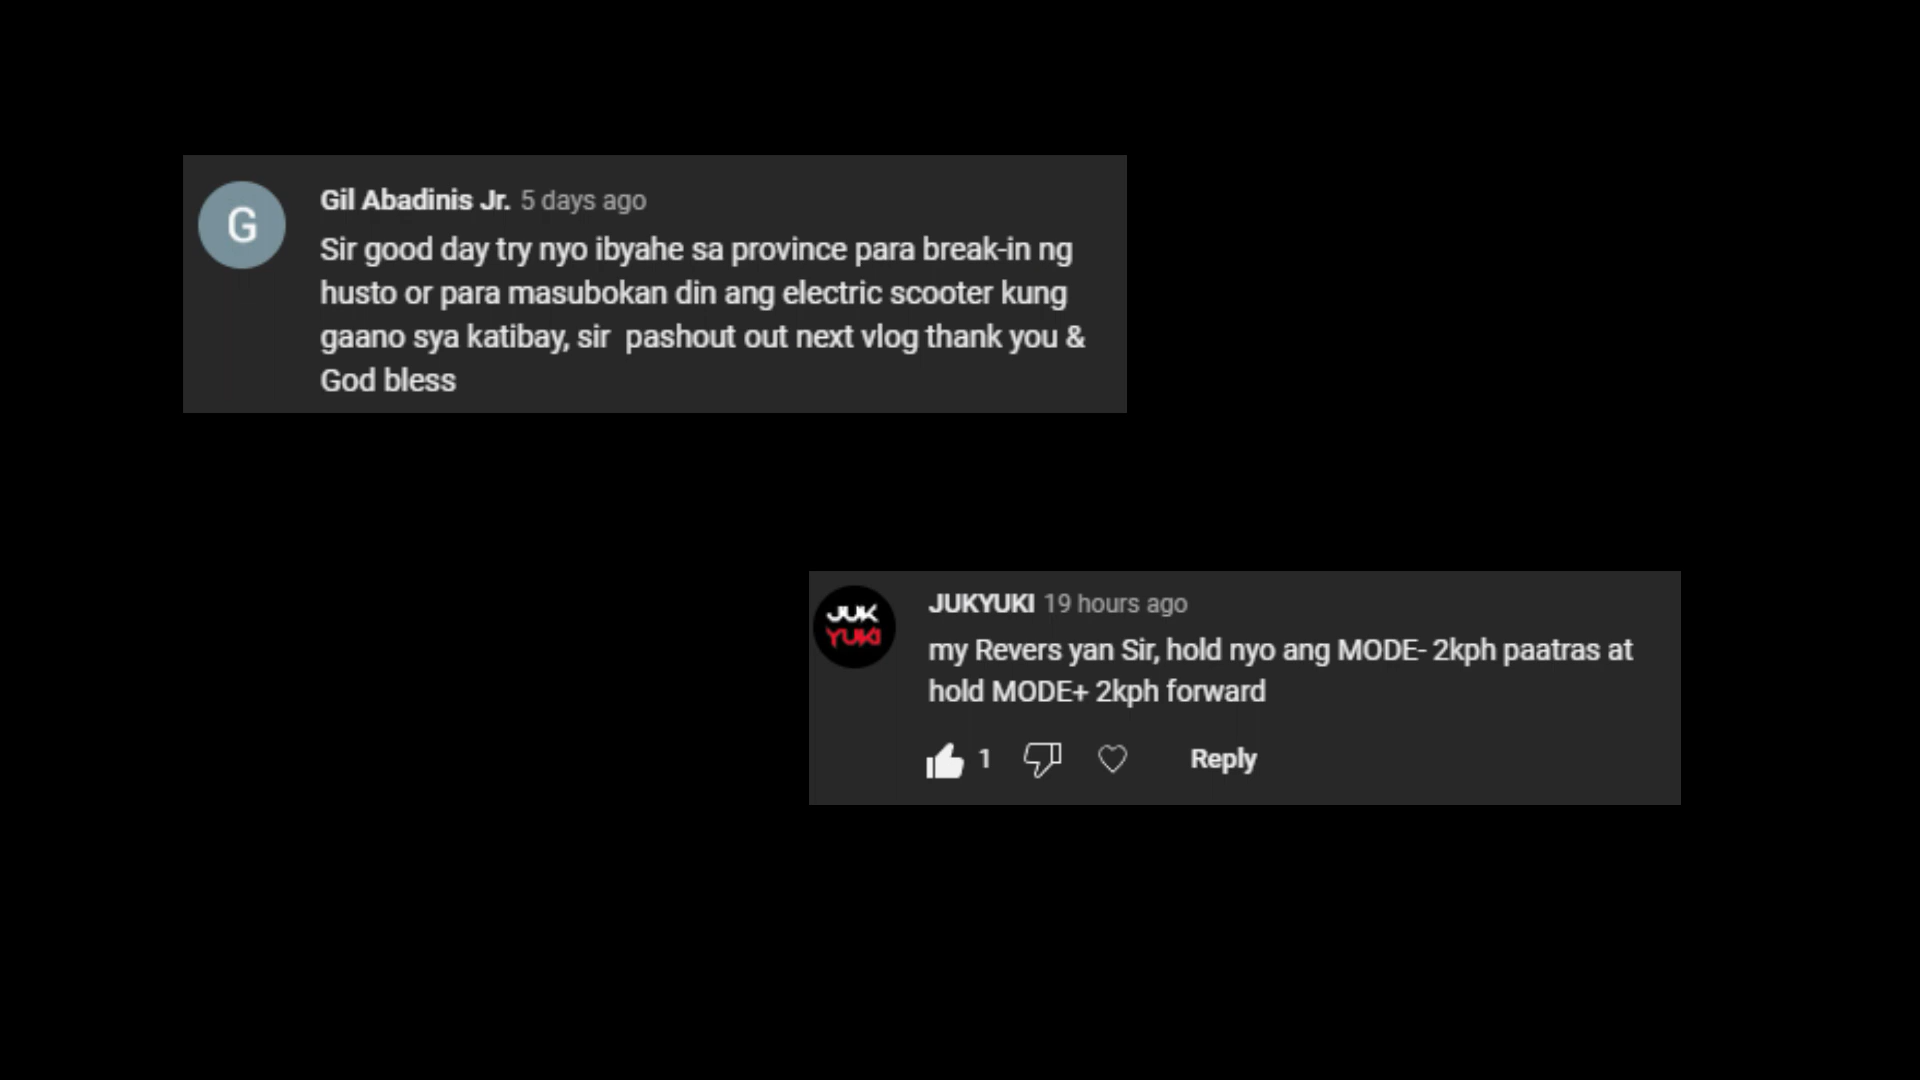 G
Gil Abadinis Jr. 5 days ago
Sir good day try nyo ibyahe sa province para break-in ng
husto or para masubokan din ang electric scooter kung
gaano sya katibay, sir  pashout out next vlog thank you &
God bless
JUK
YUKI
JUKYUKI 19 hours ago
my Revers yan Sir, hold nyo ang MODE- 2kph paatras at
hold MODE+ 2kph forward
1 Reply